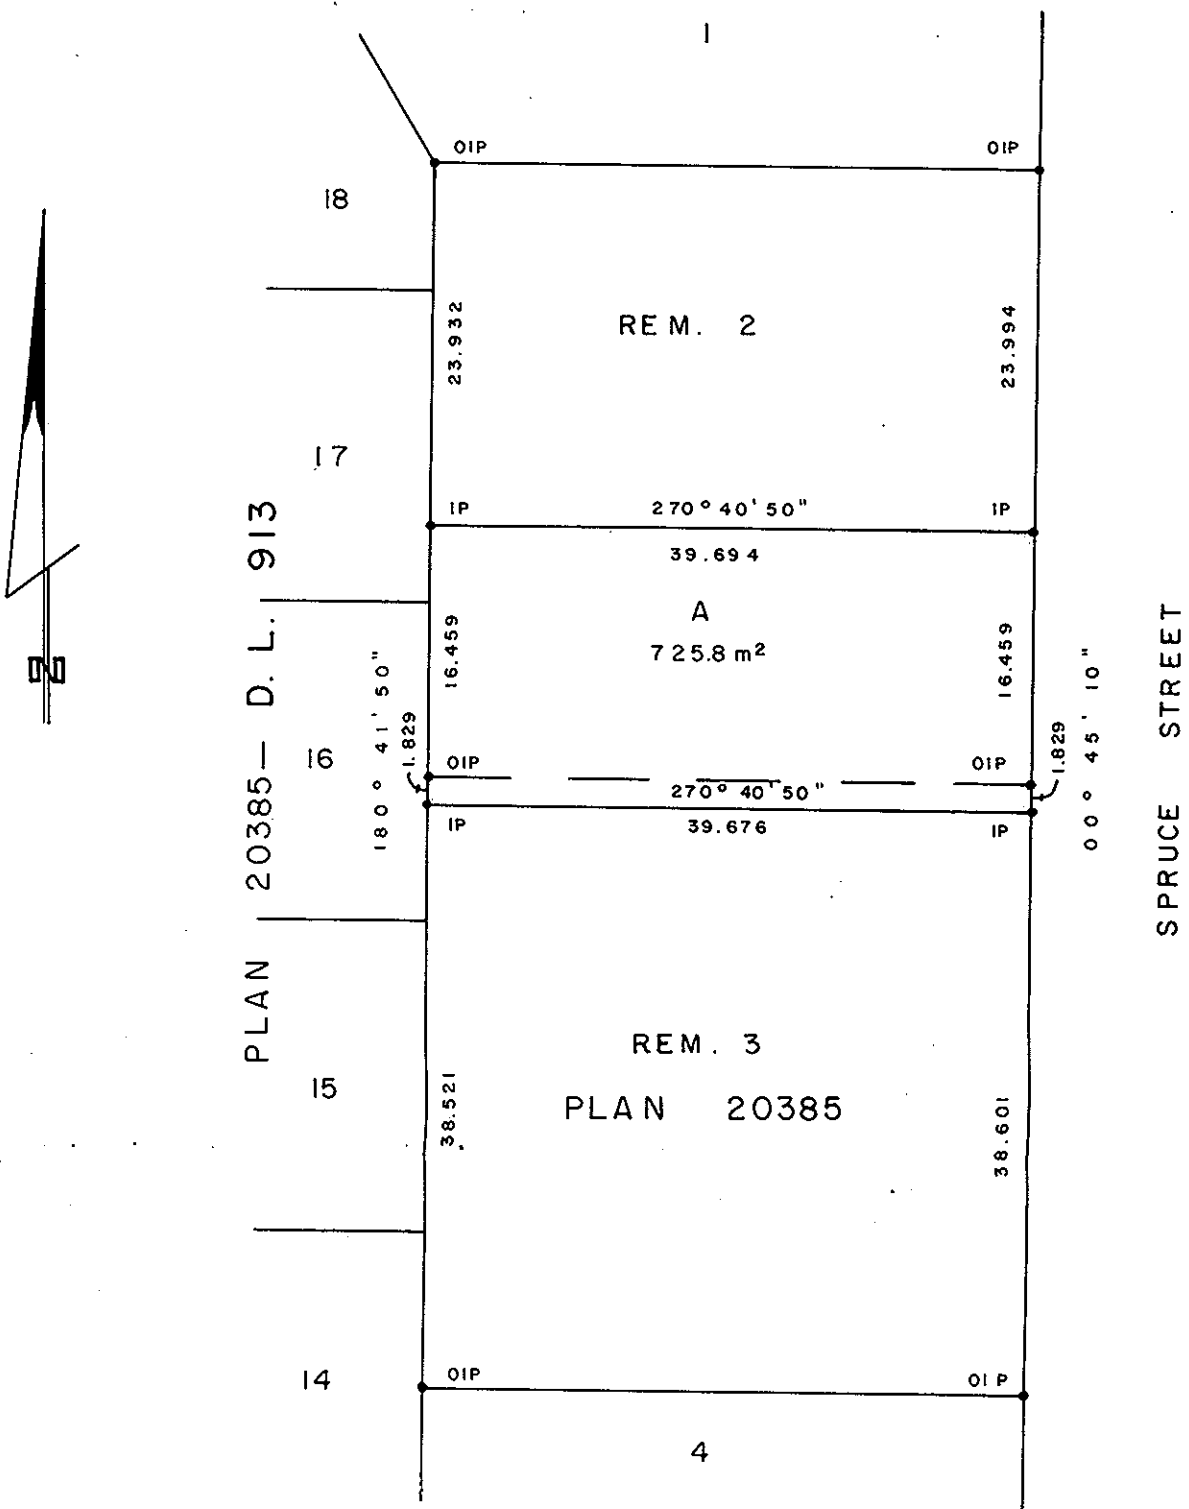 1
OIP OIP
18
23.932
REM. 2
23.994
17
IP 270° 40' 50" IP
39.694
A
725.8 m²
16.459
16.459
PLAN 20385— D. L. 913
N
180° 41' 50"
1.829
16
OIP OIP
270° 40' 50"
1.829
00° 45' 10"
SPRUCE STREET
IP 39.676 IP
REM. 3
15
PLAN 20385
38.521
38.601
14
OIP OIP
4